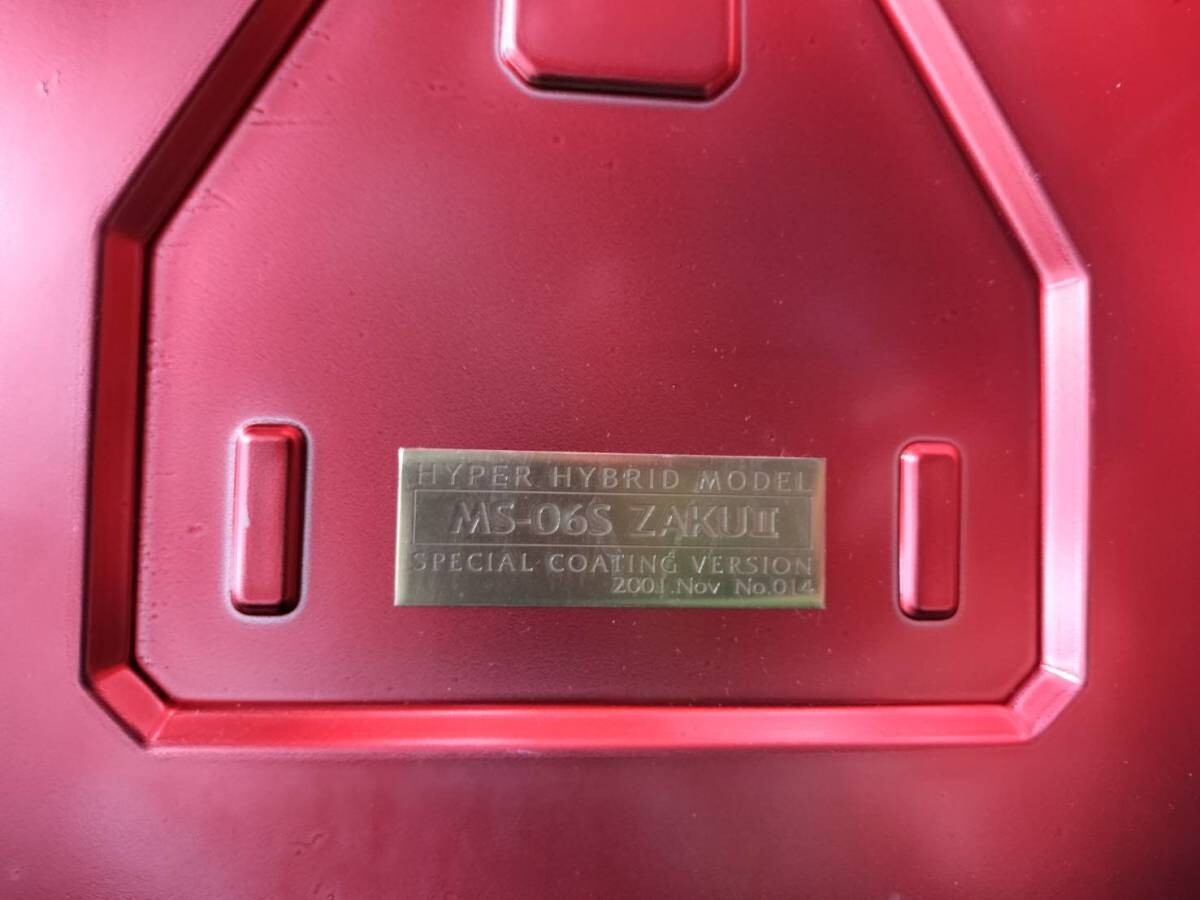 HYPER HYBRID MODEL
MS-06S ZAKUII
SPECIAL COATING VERSION
2001.Nov No.014